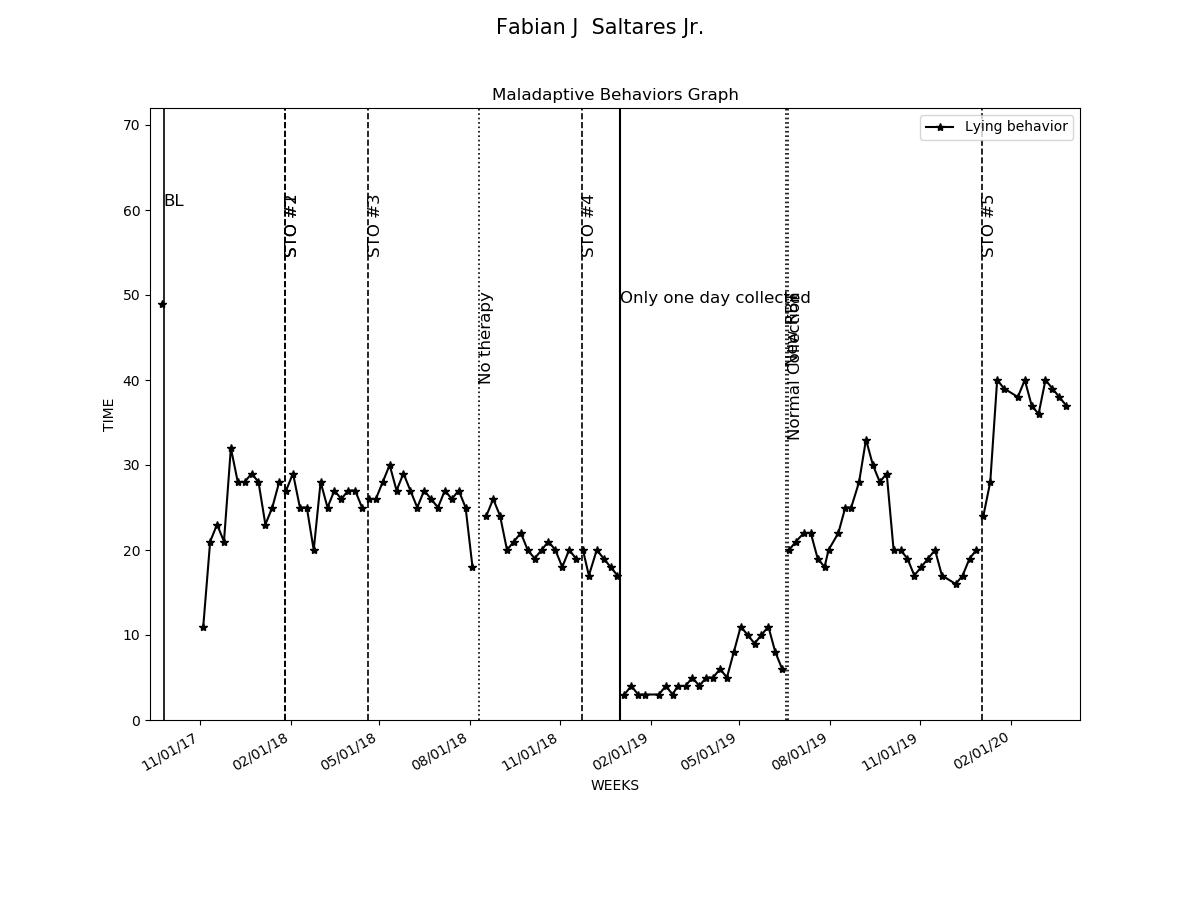 Fabian J  Saltares Jr.
Maladaptive Behaviors Graph
Lying behavior
TIME
70
60
50
40
30
20
10
0
BL
STO #2
STO #3
No therapy
STO #4
Only one day collected
Normal Collection
STO #5
11/01/17
02/01/18
05/01/18
08/01/18
11/01/18
02/01/19
05/01/19
08/01/19
11/01/19
02/01/20
WEEKS